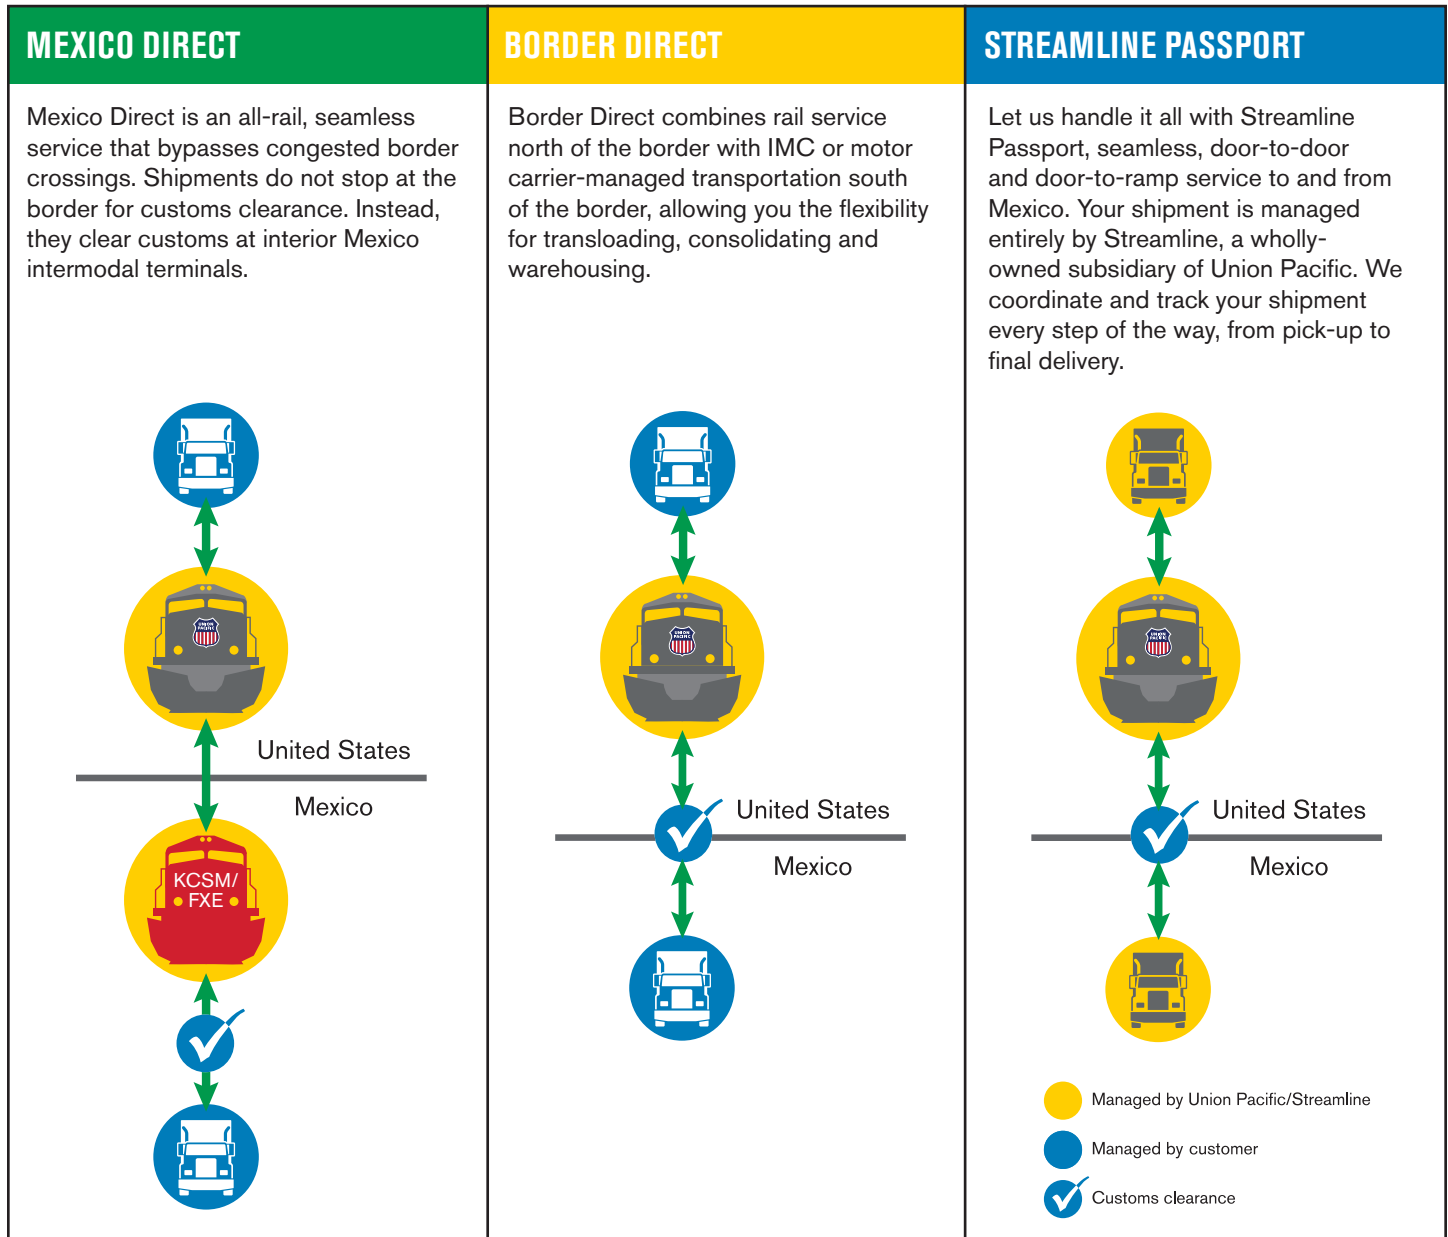 MEXICO DIRECT
Mexico Direct is an all-rail, seamless
service that bypasses congested border
crossings. Shipments do not stop at the
border for customs clearance. Instead,
they clear customs at interior Mexico
intermodal terminals.
UNION
PACIFIC
United States
Mexico
KCSM/
FXE
BORDER DIRECT
Border Direct combines rail service
north of the border with IMC or motor
carrier-managed transportation south
of the border, allowing you the flexibility
for transloading, consolidating and
warehousing.
UNION
PACIFIC
United States
Mexico
STREAMLINE PASSPORT
Let us handle it all with Streamline
Passport, seamless, door-to-door
and door-to-ramp service to and from
Mexico. Your shipment is managed
entirely by Streamline, a wholly-
owned subsidiary of Union Pacific. We
coordinate and track your shipment
every step of the way, from pick-up to
final delivery.
UNION
PACIFIC
United States
Mexico
Managed by Union Pacific/Streamline
Managed by customer
Customs clearance